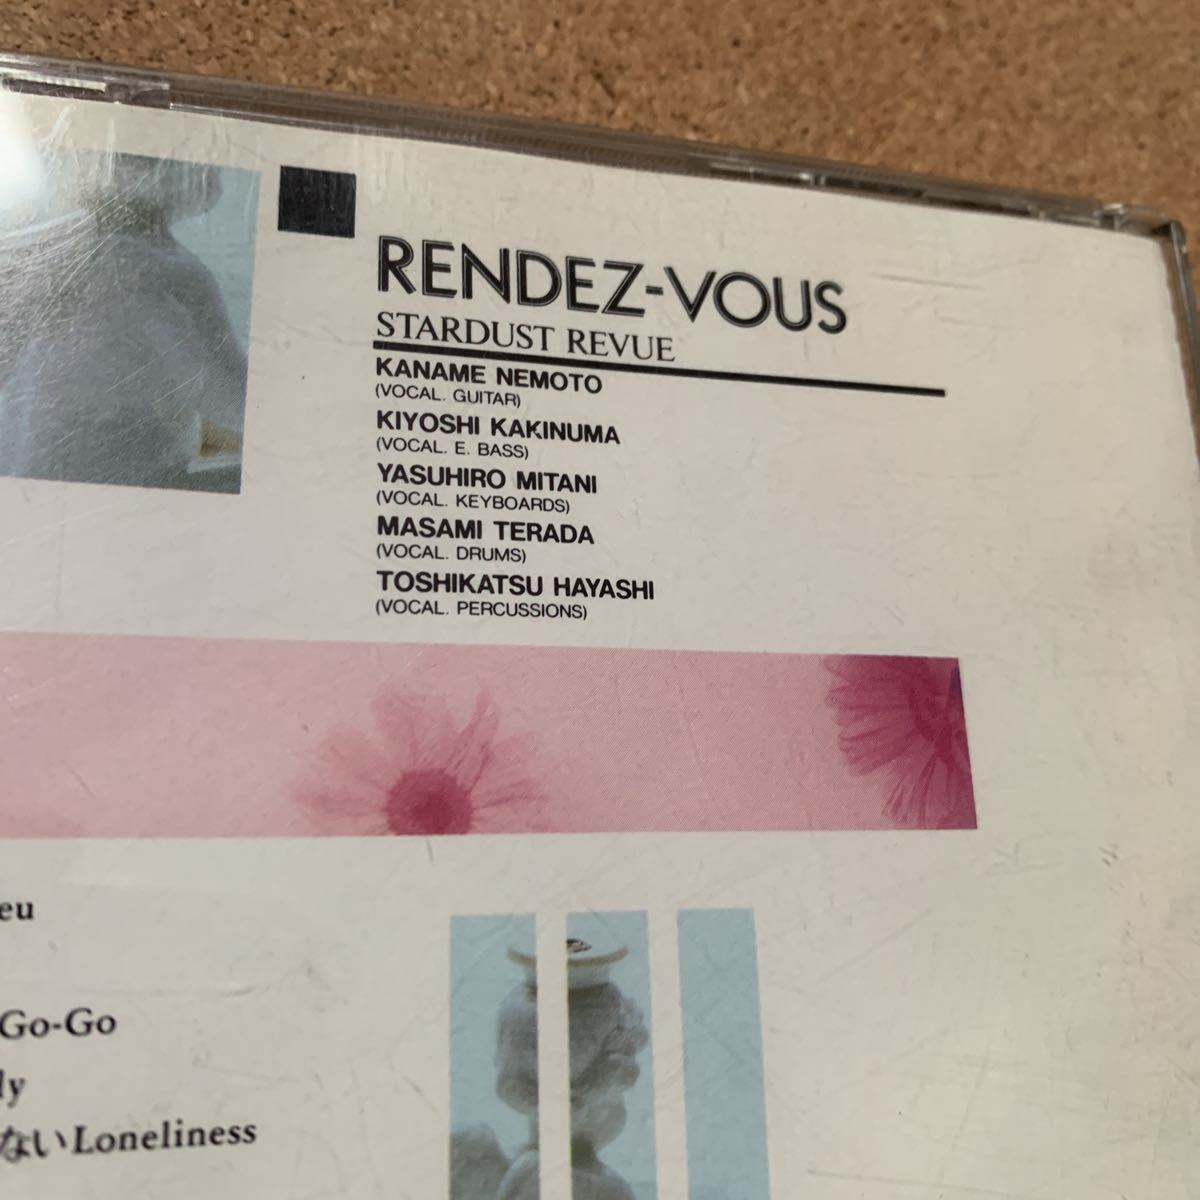 RENDEZ-VOUS
STARDUST REVUE
KANAME NEMOTO
(VOCAL. GUITAR)
KIYOSHI KAKINUMA
(VOCAL. E. BASS)
YASUHIRO MITANI
(VOCAL. KEYBOARDS)
MASAMI TERADA
(VOCAL. DRUMS)
TOSHIKATSU HAYASHI
(VOCAL. PERCUSSIONS)
eu
Go-Go
ly
ないLoneliness